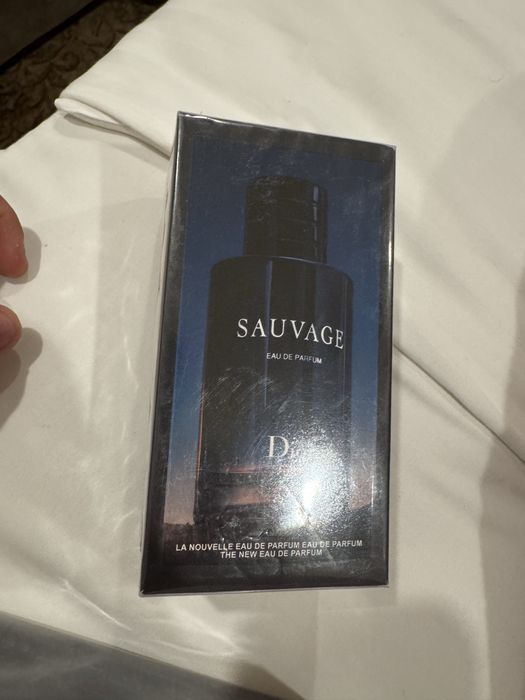 SAUVAGE
EAU DE PARFUM
LA NOUVELLE EAU DE PARFUM EAU DE PARFUM
THE NEW EAU DE PARFUM